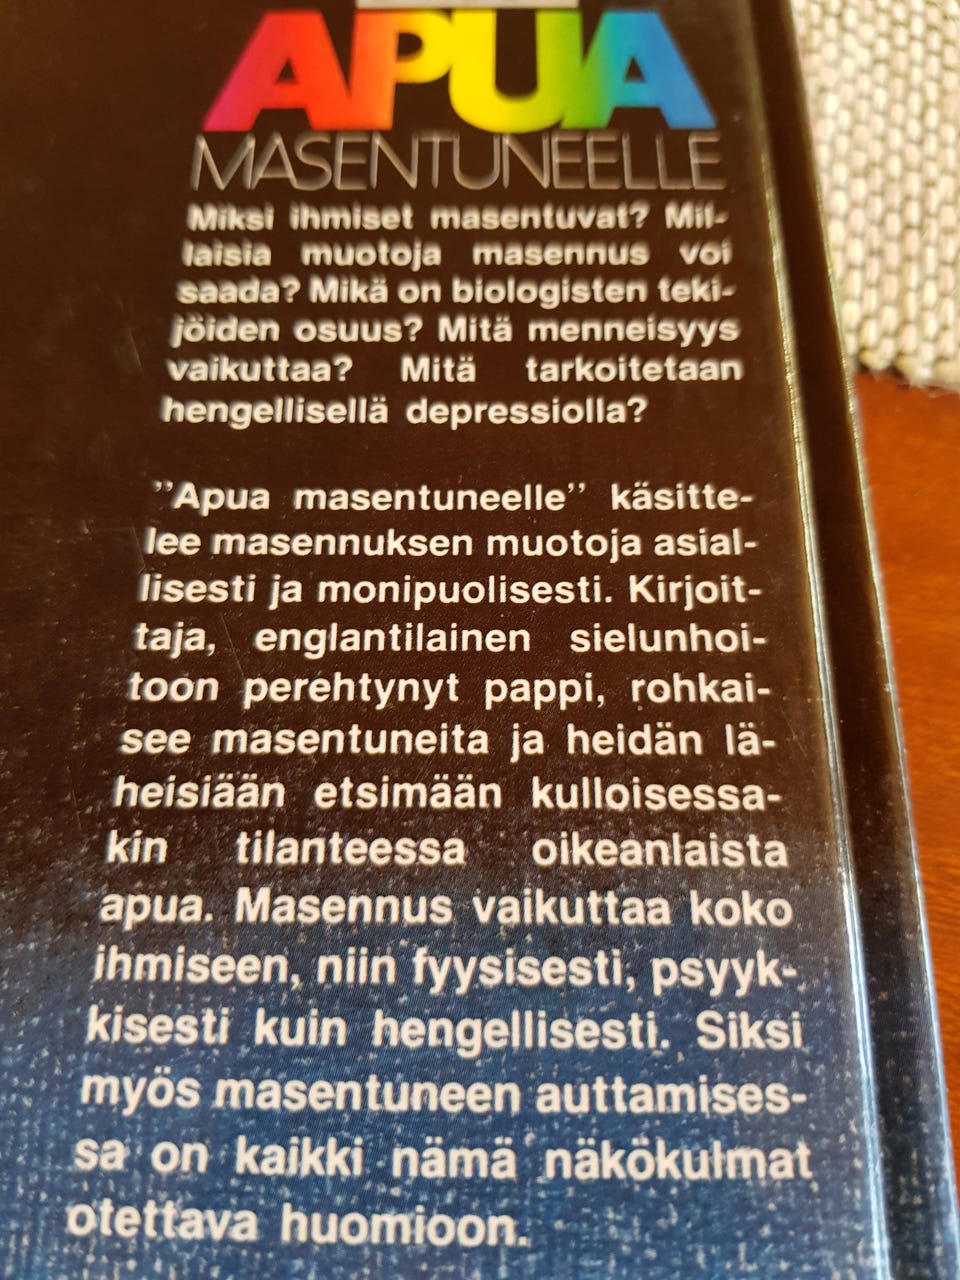 APUA
MASENTUNEELLE
Miksi ihmiset masentuvat? Mil-
laisia muotoja masennus voi
saada? Mikä on biologisten teki-
jöiden osuus? Mitä menneisyys
vaikuttaa? Mitä tarkoitetaan
hengellisellä depressiolla?
”Apua masentuneelle” käsitte-
lee masennuksen muotoja asial-
lisesti ja monipuolisesti. Kirjoit-
taja, englantilainen sielunhoi-
toon perehtynyt pappi, rohkai-
see masentuneita ja heidän lä-
heisiään etsimään kulloisessa-
kin tilanteessa oikeanlaista
apua. Masennus vaikuttaa koko
ihmiseen, niin fyysisesti, psyyk-
kisesti kuin hengellisesti. Siksi
myös masentuneen auttamises-
sa on kaikki nämä näkökulmat
otettava huomioon.